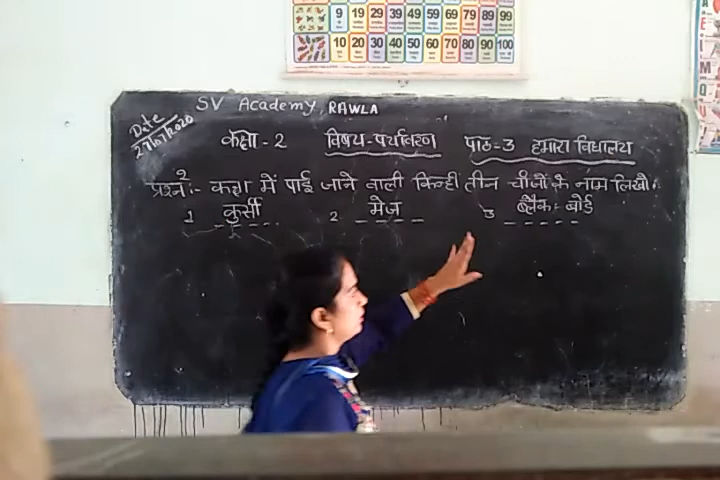 9 19 29 39 49 59 69 79 89 99
10 20 30 40 50 60 70 80 90 100
SV Academy, RAWLA
Date
कक्षा - 2 विषय - पर्यावरण पाठ - 3 हमारा विधालय
प्रश्न 2 :- कक्षा में पाई जाने वाली किन्हीं तीन चीजों के नाम लिखो।
1 कुर्सी 2 मेज 3 ब्लैक - बोर्ड